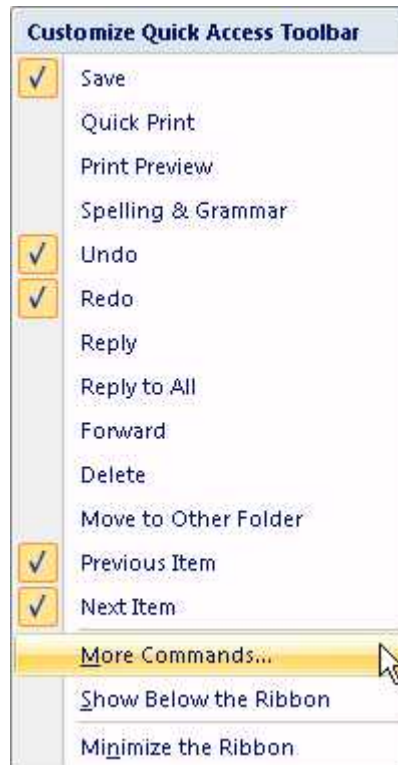 Customize Quick Access Toolbar
Save
Quick Print
Print Preview
Spelling & Grammar
Undo
Redo
Reply
Reply to All
Forward
Delete
Move to Other Folder
Previous Item
Next Item
More Commands...
Show Below the Ribbon
Minimize the Ribbon